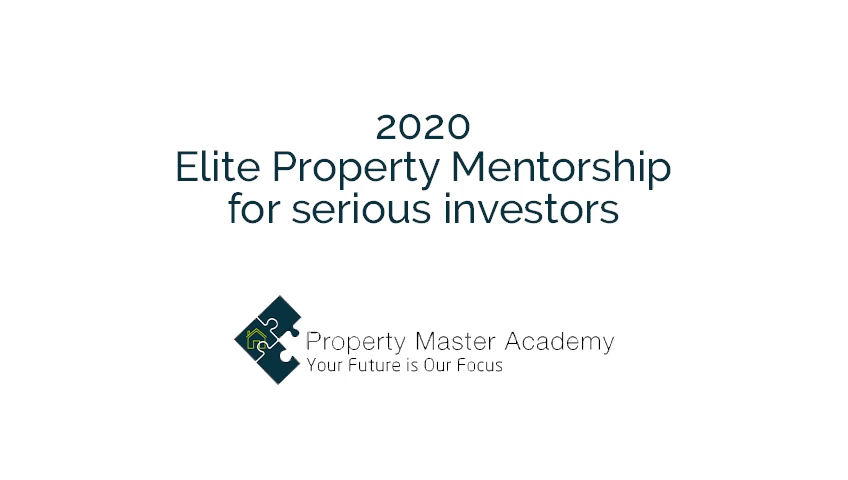 2020
Elite Property Mentorship
for serious investors
Property Master Academy
Your Future is Our Focus